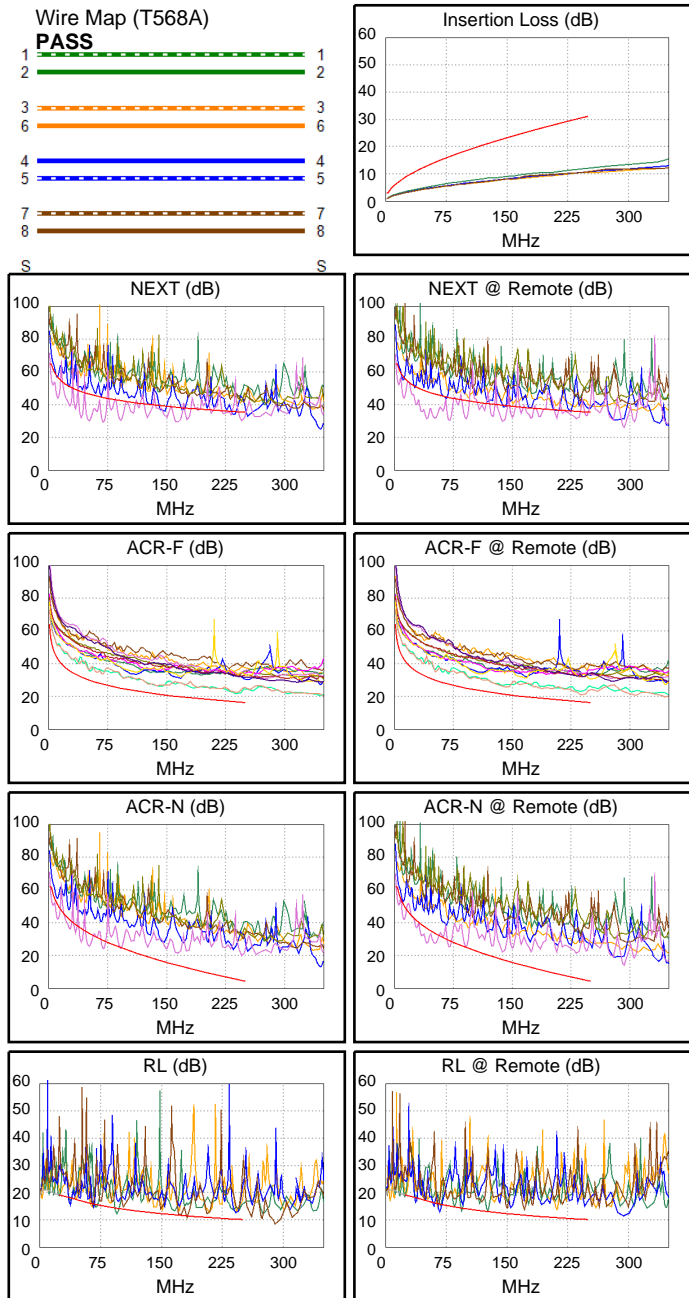 Wire Map (T568A)
PASS
1 1
2 2
3 3
6 6
4 4
5 5
7 7
8 8
S S
Insertion Loss (dB)
60
50
40
30
20
10
0
0 75 150 225 300
MHz
NEXT (dB)
100
80
60
40
20
0
0 75 150 225 300
MHz
NEXT @ Remote (dB)
100
80
60
40
20
0
0 75 150 225 300
MHz
ACR-F (dB)
100
80
60
40
20
0
0 75 150 225 300
MHz
ACR-F @ Remote (dB)
100
80
60
40
20
0
0 75 150 225 300
MHz
ACR-N (dB)
100
80
60
40
20
0
0 75 150 225 300
MHz
ACR-N @ Remote (dB)
100
80
60
40
20
0
0 75 150 225 300
MHz
RL (dB)
60
50
40
30
20
10
0
0 75 150 225 300
MHz
RL @ Remote (dB)
60
50
40
30
20
10
0
0 75 150 225 300
MHz